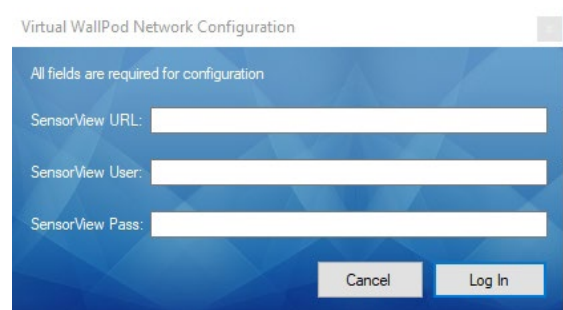 Virtual WallPod Network Configuration
All fields are required for configuration
SensorView URL:
SensorView User:
SensorView Pass:
Cancel Log In